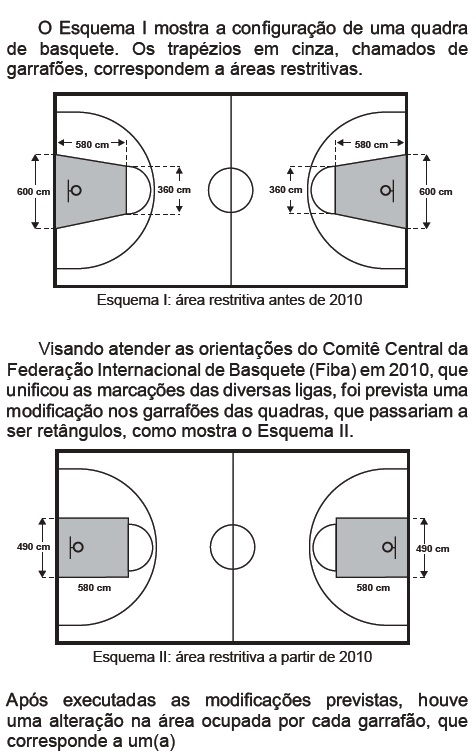 O Esquema I mostra a configuração de uma quadra
de basquete. Os trapézios em cinza, chamados de
garrafões, correspondem a áreas restritivas.
580 cm
580 cm
600 cm
360 cm
360 cm
600 cm
Esquema I: área restritiva antes de 2010
Visando atender as orientações do Comitê Central da
Federação Internacional de Basquete (Fiba) em 2010, que
unificou as marcações das diversas ligas, foi prevista uma
modificação nos garrafões das quadras, que passariam a
ser retângulos, como mostra o Esquema II.
490 cm
490 cm
580 cm
580 cm
Esquema II: área restritiva a partir de 2010
Após executadas as modificações previstas, houve
uma alteração na área ocupada por cada garrafão, que
corresponde a um(a)